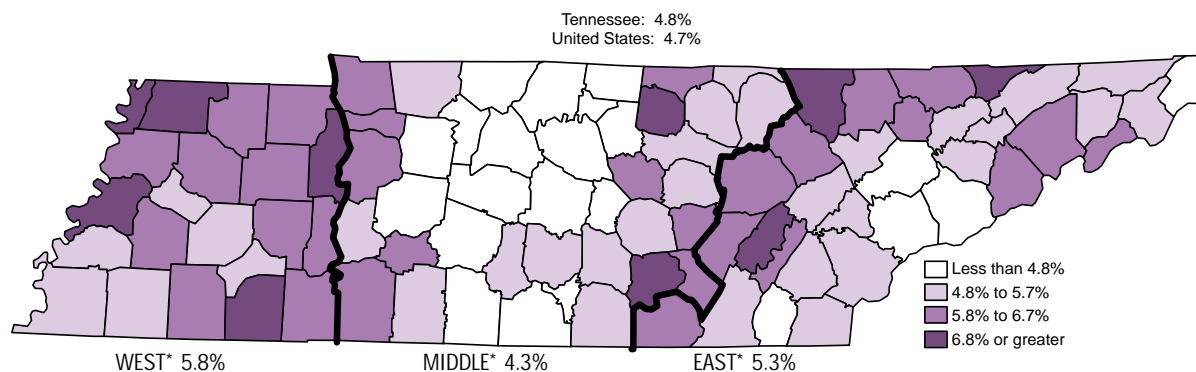 Tennessee: 4.8%
United States: 4.7%
Less than 4.8%
4.8% to 5.7%
5.8% to 6.7%
6.8% or greater
WEST* 5.8%
MIDDLE* 4.3%
EAST* 5.3%